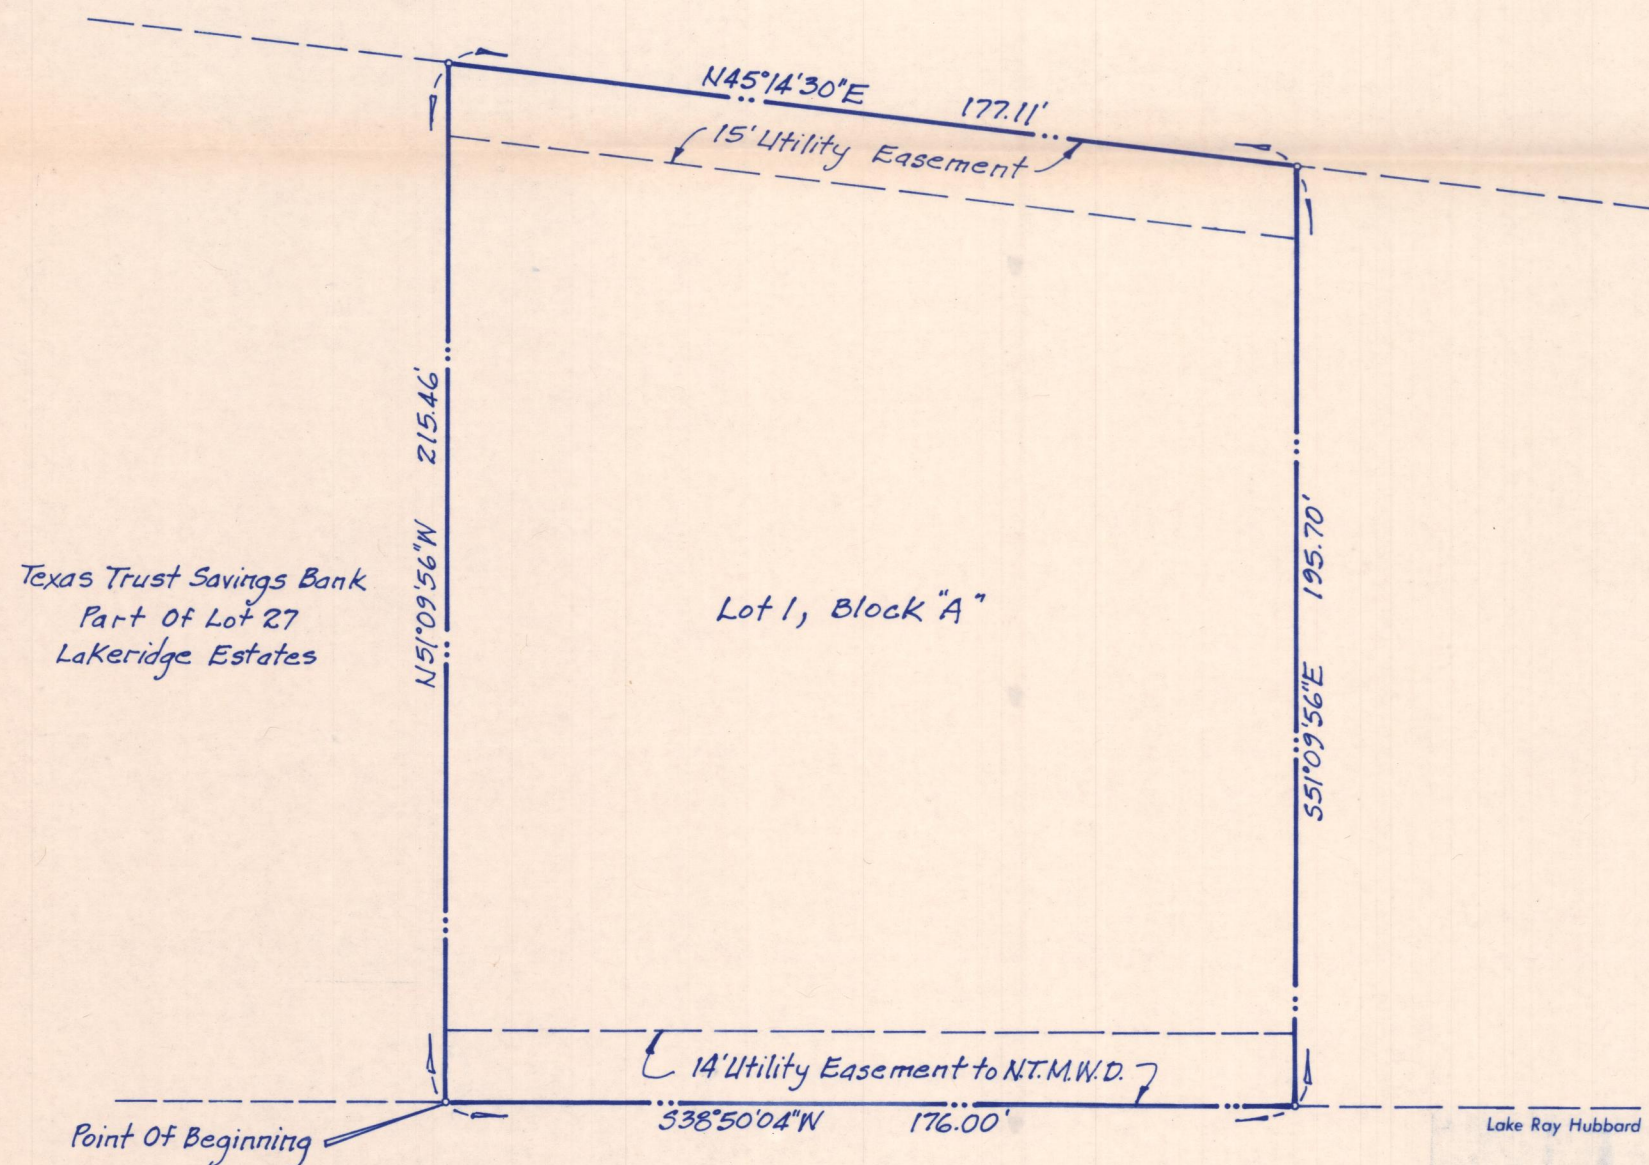 N45°14'30"E 177.11'
15' Utility Easement
N51°09'56"W 215.46'
S51°09'56"E 195.70'
Texas Trust Savings Bank
Part Of Lot 27
Lakeridge Estates
Lot 1, Block "A"
14' Utility Easement to N.T.M.W.D.
S38°50'04"W 176.00'
Point Of Beginning
Lake Ray Hubbard